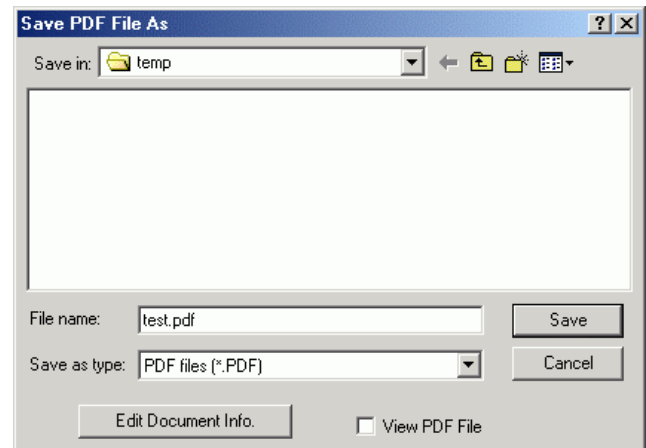 Save PDF File As
Save in: temp
File name: test.pdf Save
Save as type: PDF files (*.PDF) Cancel
Edit Document Info. View PDF File